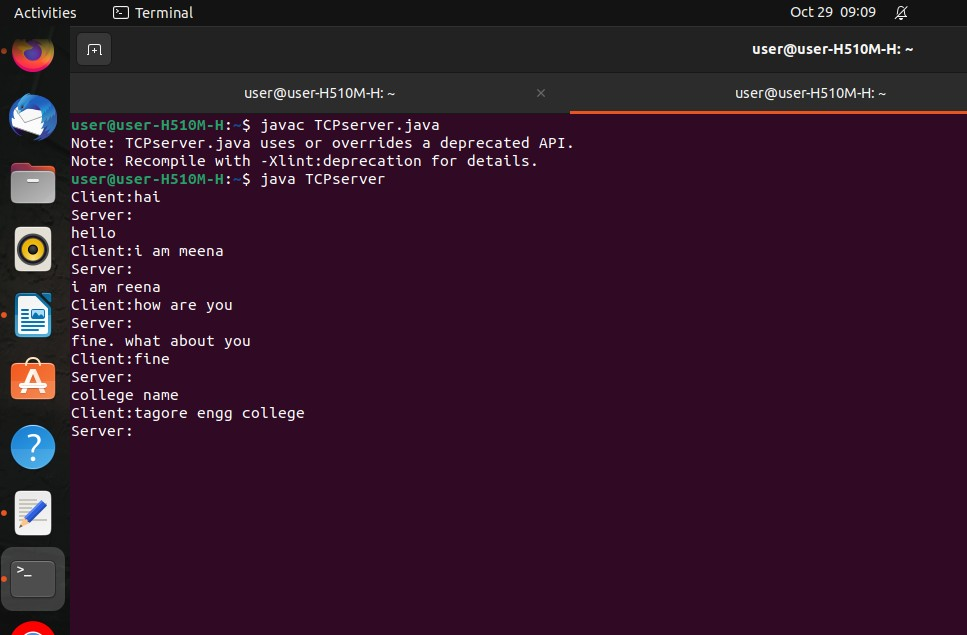 Activities
Terminal
Oct 29 09:09
user@user-H510M-H: ~
user@user-H510M-H: ~
user@user-H510M-H: ~
user@user-H510M-H:~$ javac TCPserver.java
Note: TCPserver.java uses or overrides a deprecated API.
Note: Recompile with -Xlint:deprecation for details.
user@user-H510M-H:~$ java TCPserver
Client:hai
Server:
hello
Client:i am meena
Server:
i am reena
Client:how are you
Server:
fine. what about you
Client:fine
Server:
college name
Client:tagore engg college
Server: